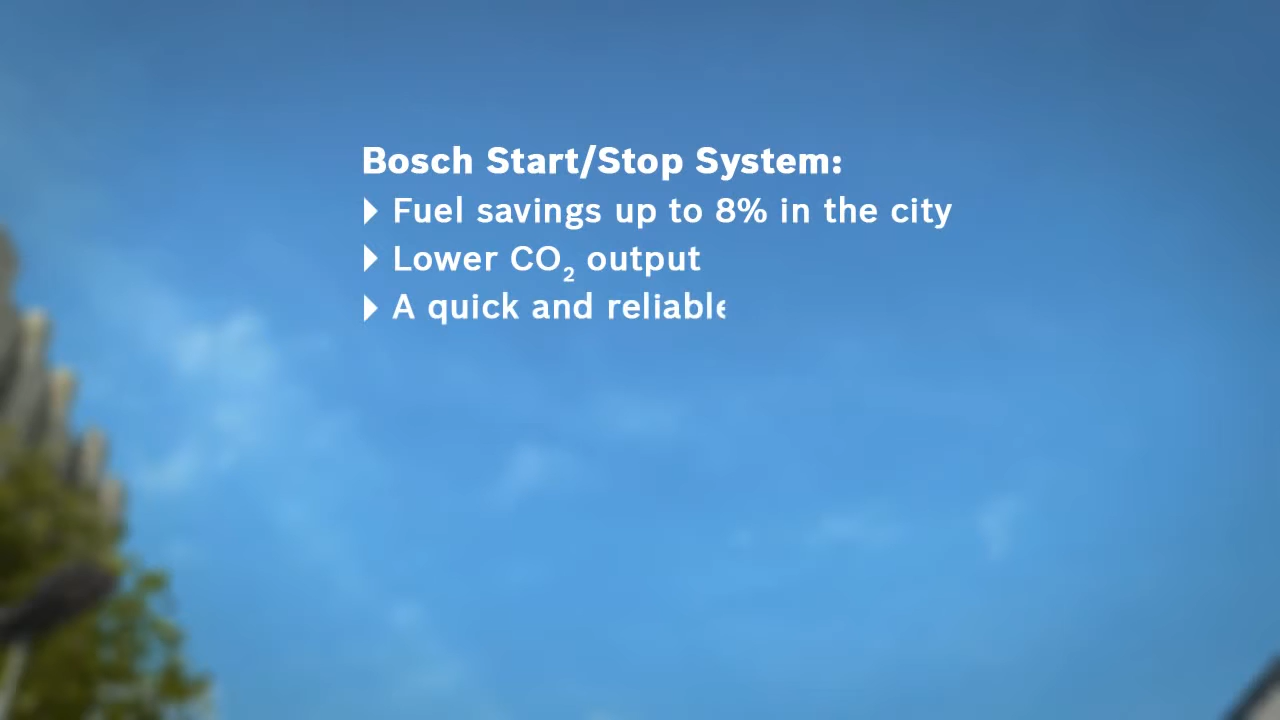 Bosch Start/Stop System:
Fuel savings up to 8% in the city
Lower CO₂ output
A quick and reliable